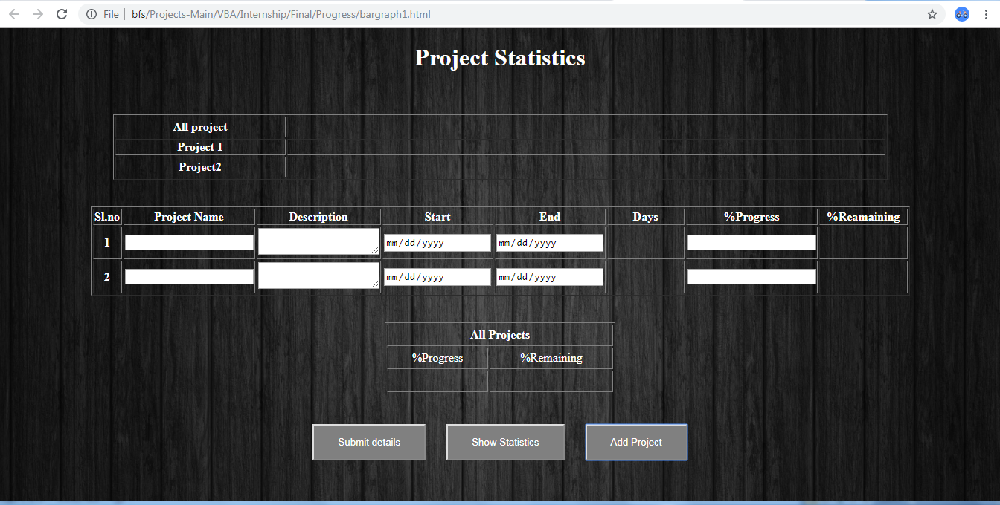 File bfs/Projects-Main/VBA/Internship/Final/Progress/bargraph1.html
Project Statistics
All project
Project 1
Project2
Sl.no Project Name Description Start End Days %Progress %Reamaining
1 mm/dd/yyyy mm/dd/yyyy
2 mm/dd/yyyy mm/dd/yyyy
All Projects
%Progress %Remaining
Submit details Show Statistics Add Project